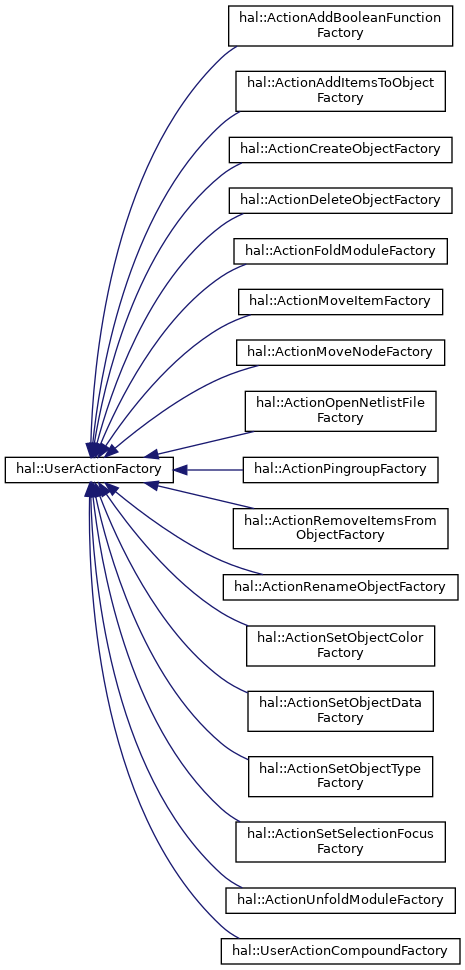 hal::ActionAddBooleanFunction
Factory
hal::ActionAddItemsToObject
Factory
hal::ActionCreateObjectFactory
hal::ActionDeleteObjectFactory
hal::ActionFoldModuleFactory
hal::ActionMoveItemFactory
hal::ActionMoveNodeFactory
hal::ActionOpenNetlistFile
Factory
hal::UserActionFactory
hal::ActionPingroupFactory
hal::ActionRemoveItemsFrom
ObjectFactory
hal::ActionRenameObjectFactory
hal::ActionSetObjectColor
Factory
hal::ActionSetObjectData
Factory
hal::ActionSetObjectType
Factory
hal::ActionSetSelectionFocus
Factory
hal::ActionUnfoldModuleFactory
hal::UserActionCompoundFactory